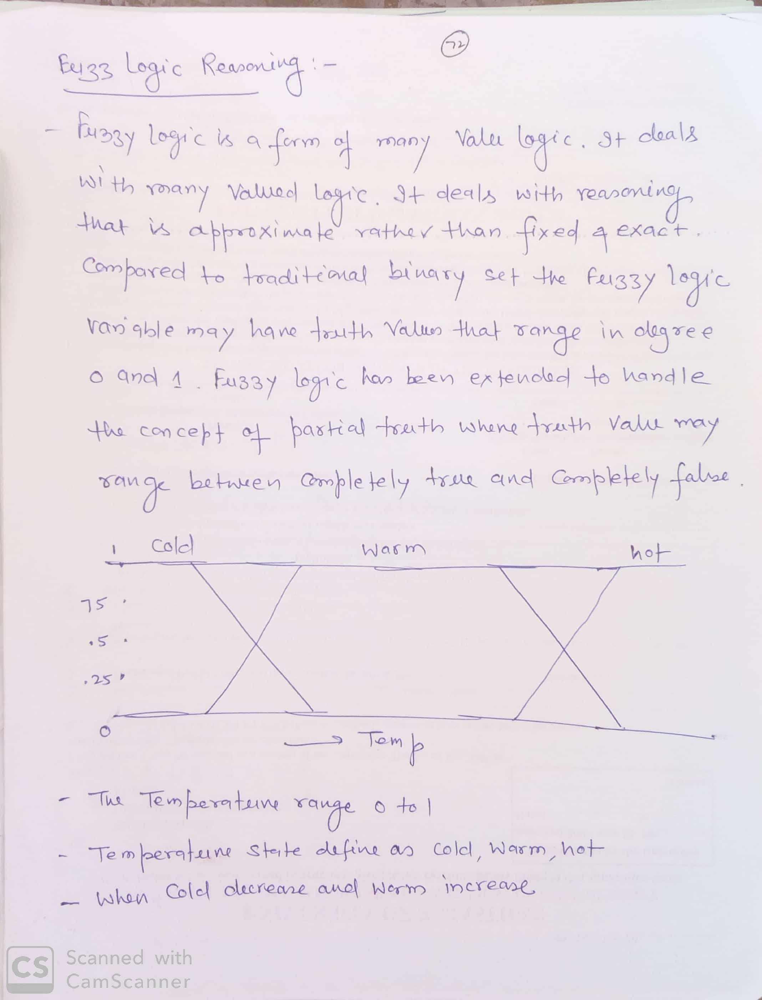 72
Fuzz Logic Reasoning :-
- Fuzzy logic is a form of many Value logic. It deals
with many valued logic. It deals with reasoning
that is approximate rather than fixed & exact.
Compared to traditional binary set the fuzzy logic
variable may have truth values that range in degree
0 and 1. Fuzzy logic has been extended to handle
the concept of partial truth where truth value may
range between completely true and completely false.
1 cold warm hot
75
.5
.25
0
→ Temp
- The Temperature range 0 to 1
- Temperature state define as cold, warm, hot
- When Cold decrease and warm increase
CS Scanned with
CamScanner